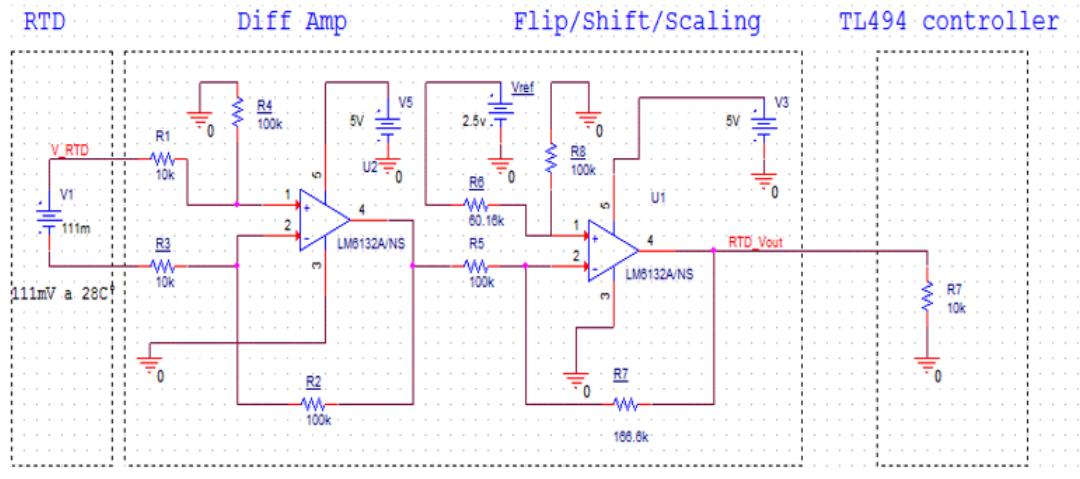 RTD
Diff Amp
Flip/Shift/Scaling
TL494 controller
V_RTD
R1
10k
V1
111m
R3
10k
111mV a 28C°
0
R4
100k
0
5V
V5
U2
0
5
1
+
2
-
4
3
LM6132A/NS
R2
100k
Vref
2.5v
0
R6
60.16k
R5
100k
0
R8
100k
5V
V3
0
U1
5
1
+
2
-
4
3
LM6132A/NS
0
R7
166.6k
RTD_Vout
R7
10k
0